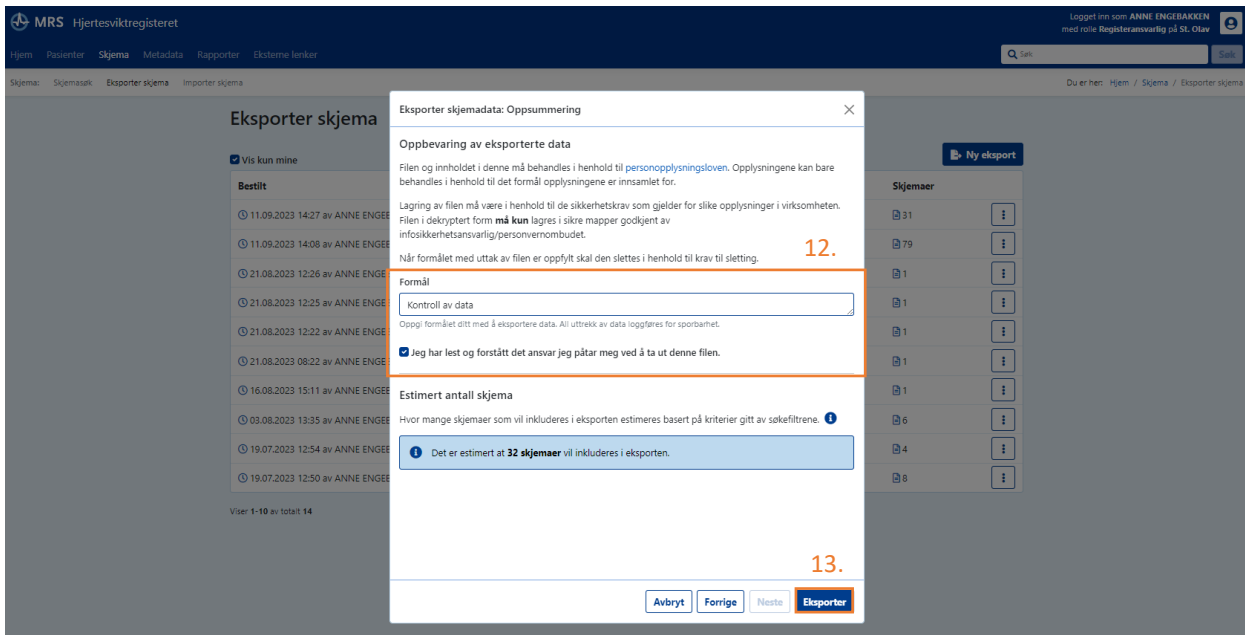 MRS Hjertesviktregisteret
Logget inn som ANNE ENGEBAKKEN
med rolle Registeransvarlig på St. Olav
Hjem Pasienter Skjema Metadata Rapporter Eksterne lenker
Søk
Søk
Skjema: Skjemasøk Eksporter skjema Importer skjema
Du er her: Hjem / Skjema / Eksporter skjema
Eksporter skjema
Vis kun mine
Ny eksport
Bestilt
Skjemaer
11.09.2023 14:27 av ANNE ENGEE
31
11.09.2023 14:08 av ANNE ENGEE
79
21.08.2023 12:26 av ANNE ENGE
1
21.08.2023 12:25 av ANNE ENGE
1
21.08.2023 12:22 av ANNE ENGE
1
21.08.2023 08:22 av ANNE ENGE
1
16.08.2023 15:11 av ANNE ENGEE
1
03.08.2023 13:35 av ANNE ENGEE
6
19.07.2023 12:54 av ANNE ENGEE
4
19.07.2023 12:50 av ANNE ENGEE
8
Viser 1-10 av totalt 14
Eksporter skjemadata: Oppsummering
Oppbevaring av eksporterte data
Filen og innholdet i denne må behandles i henhold til personopplysningsloven. Opplysningene kan bare
behandles i henhold til det formål opplysningene er innsamlet for.
Lagring av filen må være i henhold til de sikkerhetskrav som gjelder for slike opplysninger i virksomheten.
Filen i dekryptert form må kun lagres i sikre mapper godkjent av
infosikkerhetsansvarlig/personvernombudet.
Når formålet med uttak av filen er oppfylt skal den slettes i henhold til krav til sletting.
12.
Formål
Kontroll av data
Oppgi formålet ditt med å eksportere data. All uttrekk av data loggføres for sporbarhet.
Jeg har lest og forstått det ansvar jeg påtar meg ved å ta ut denne filen.
Estimert antall skjema
Hvor mange skjemaer som vil inkluderes i eksporten estimeres basert på kriterier gitt av søkefiltrene.
Det er estimert at 32 skjemaer vil inkluderes i eksporten.
13.
Avbryt Forrige Neste Eksporter